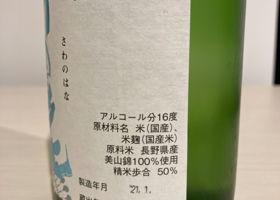 さわのはな
アルコール分16度
原材料名 米(国産)、
米麹(国産米)
原料米 長野県産
美山錦100%使用
精米歩合 50%
製造年月 '21.1.